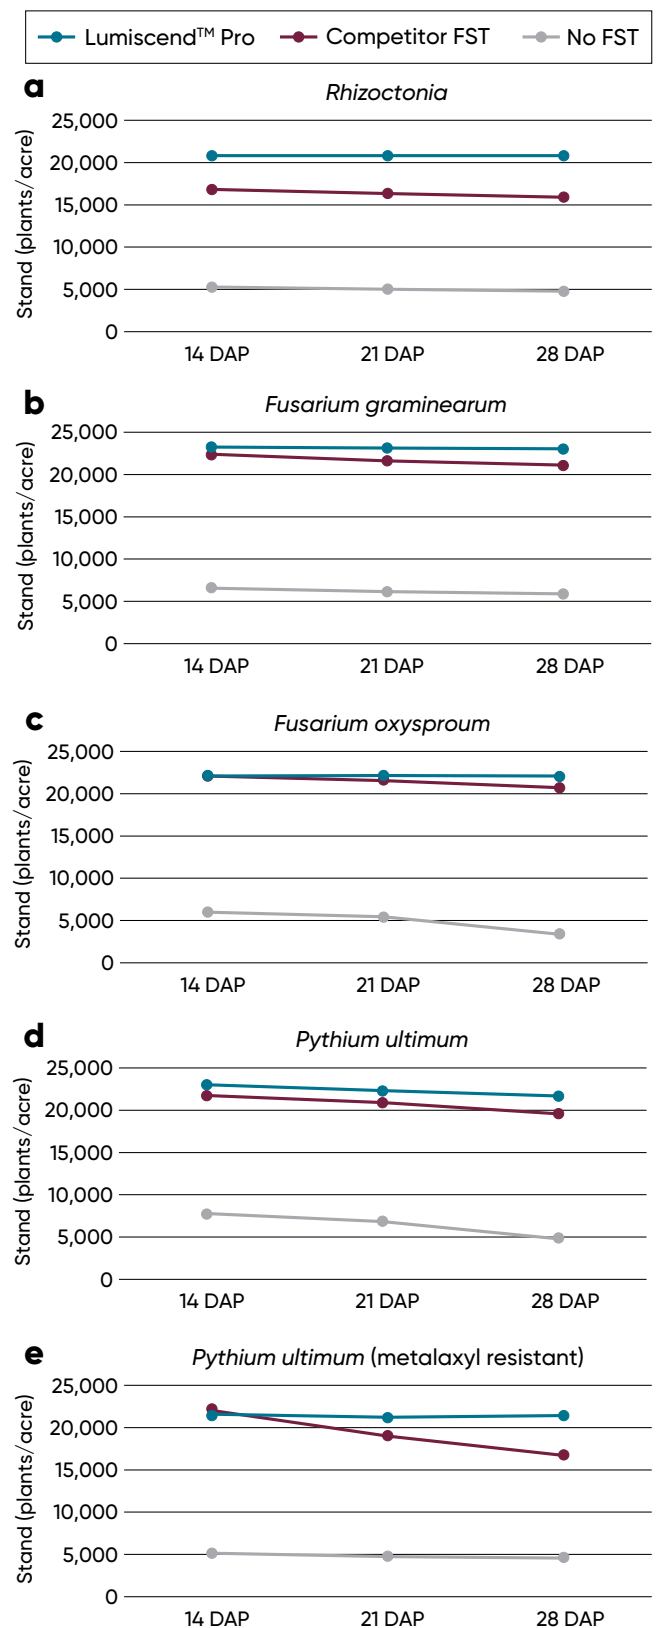 Lumiscend™ Pro Competitor FST No FST
a
Rhizoctonia
Stand (plants/acre)
25,000
20,000
15,000
10,000
5,000
0
14 DAP 21 DAP 28 DAP
b
Fusarium graminearum
Stand (plants/acre)
25,000
20,000
15,000
10,000
5,000
0
14 DAP 21 DAP 28 DAP
c
Fusarium oxysproum
Stand (plants/acre)
25,000
20,000
15,000
10,000
5,000
0
14 DAP 21 DAP 28 DAP
d
Pythium ultimum
Stand (plants/acre)
25,000
20,000
15,000
10,000
5,000
0
14 DAP 21 DAP 28 DAP
e
Pythium ultimum (metalaxyl resistant)
Stand (plants/acre)
25,000
20,000
15,000
10,000
5,000
0
14 DAP 21 DAP 28 DAP